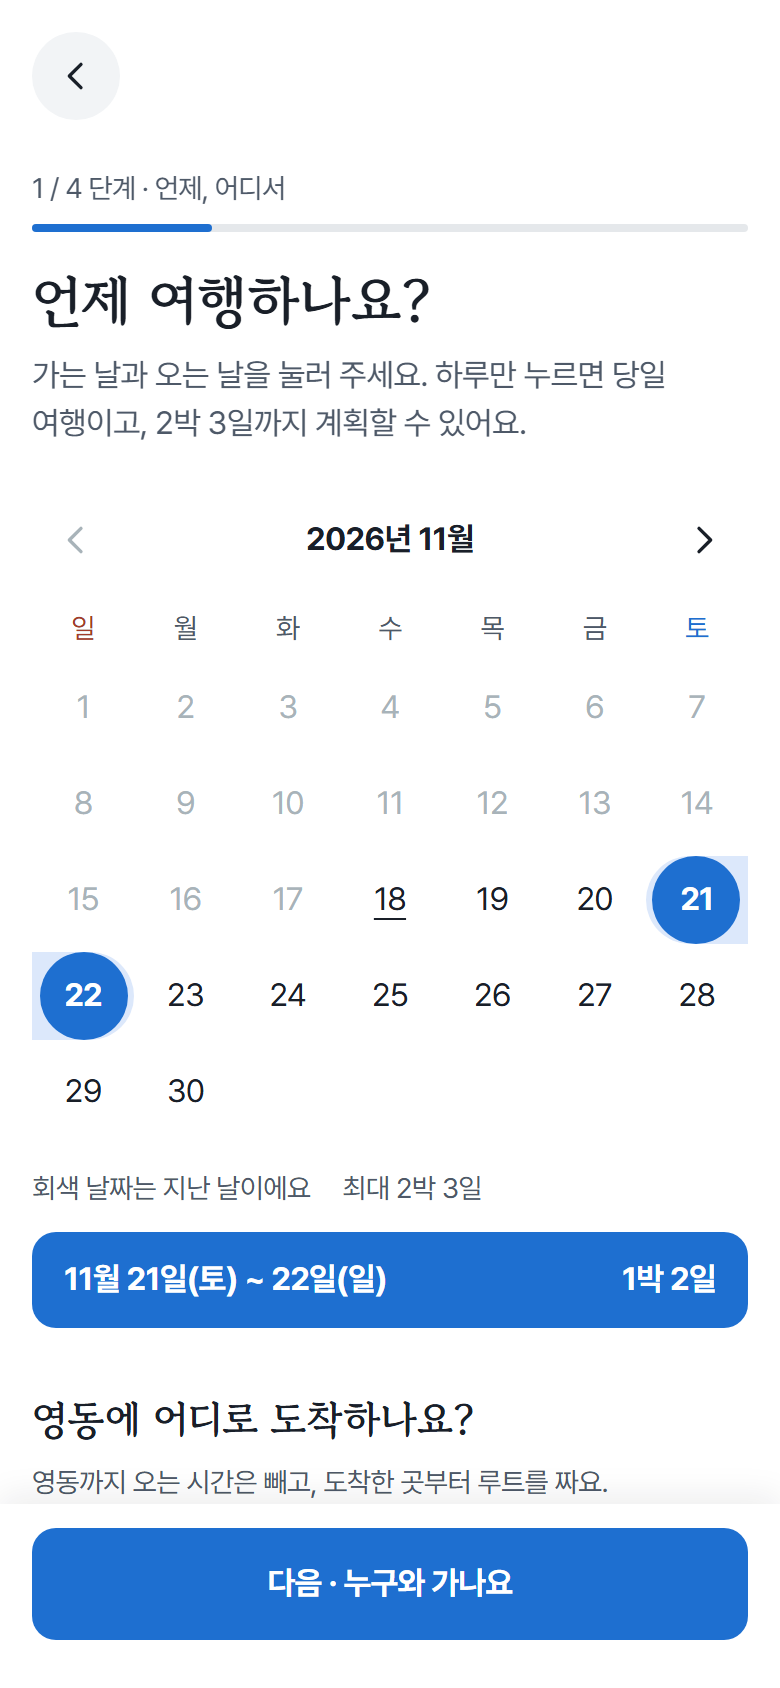 1 / 4 단계 · 언제, 어디서
언제 여행하나요?
가는 날과 오는 날을 눌러 주세요. 하루만 누르면 당일
여행이고, 2박 3일까지 계획할 수 있어요.
2026년 11월
일 월 화 수 목 금 토
1 2 3 4 5 6 7
8 9 10 11 12 13 14
15 16 17 18 19 20 21
22 23 24 25 26 27 28
29 30
회색 날짜는 지난 날이에요 최대 2박 3일
11월 21일(토) ~ 22일(일) 1박 2일
영동에 어디로 도착하나요?
영동까지 오는 시간은 빼고, 도착한 곳부터 루트를 짜요.
다음 · 누구와 가나요